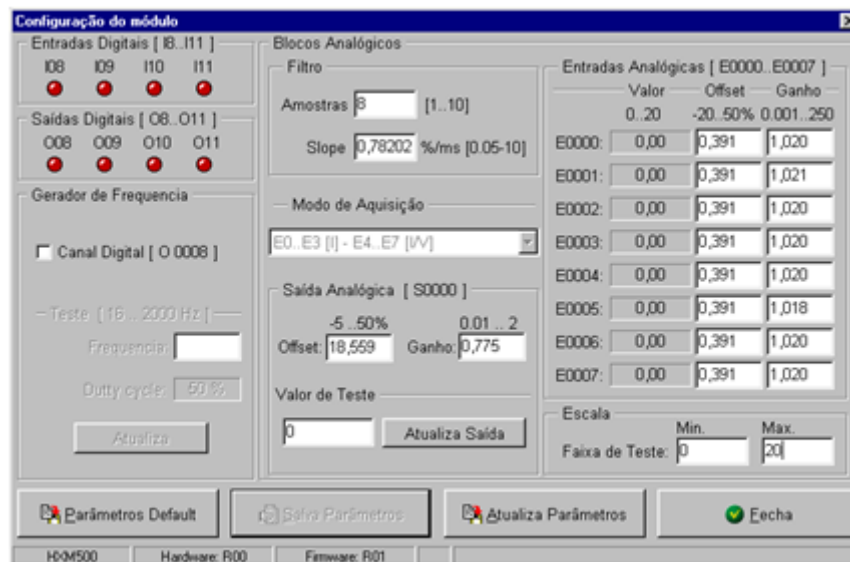 Configuração do módulo
Entradas Digitais [ I8..I11 ]
I08 I09 I10 I11
Saídas Digitais [ O8..O11 ]
O08 O09 O10 O11
Gerador de Frequencia
Canal Digital [ O 0008 ]
Teste [ 16 ... 2000 Hz ]
Frequencia:
Dutty cycle: 50 %
Atualiza
Blocos Analógicos
Filtro
Amostras 8 [1..10]
Slope 0,78202 %/ms [0.05-10]
Modo de Aquisição
E0..E3 [I] - E4..E7 [I/V]
Saída Analógica [ S0000 ]
-5 ..50% 0.01 .. 2
Offset: 18,559 Ganho: 0,775
Valor de Teste
0 Atualiza Saída
Entradas Analógicas [ E0000..E0007 ]
Valor Offset Ganho
0..20 -20..50% 0.001..250
E0000: 0,00 0,391 1,020
E0001: 0,00 0,391 1,021
E0002: 0,00 0,391 1,020
E0003: 0,00 0,391 1,020
E0004: 0,00 0,391 1,020
E0005: 0,00 0,391 1,018
E0006: 0,00 0,391 1,020
E0007: 0,00 0,391 1,020
Escala
Min. Max.
Faixa de Teste: 0 20
Parâmetros Default Salva Parâmetros Atualiza Parâmetros Fecha
HXM500 Hardware: R00 Firmware: R01